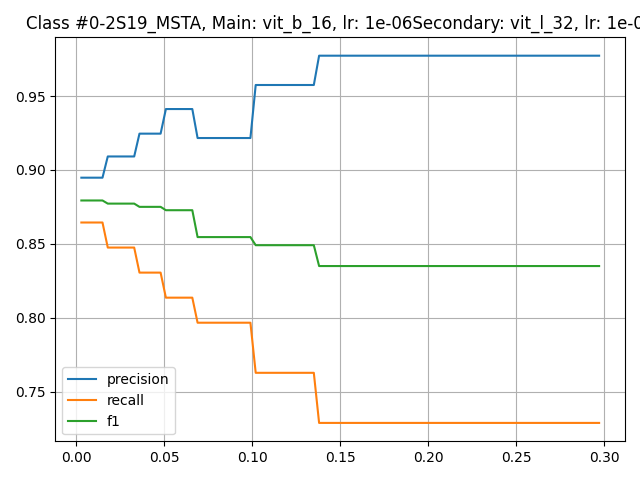 Class #0-2S19_MSTA, Main: vit_b_16, lr: 1e-06Secondary: vit_l_32, lr: 1e-0
0.95
0.90
0.85
0.80
0.75
precision
recall
f1
0.00 0.05 0.10 0.15 0.20 0.25 0.30